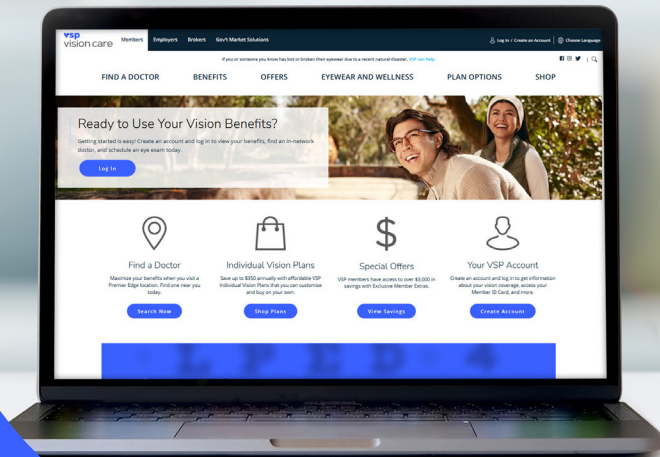 vsp
vision care
Members Employers Brokers Gov't Market Solutions
Log In / Create an Account Choose Language
If you or someone you know has lost or broken their eyewear due to a recent natural disaster, VSP can help.
FIND A DOCTOR BENEFITS OFFERS EYEWEAR AND WELLNESS PLAN OPTIONS SHOP
Ready to Use Your Vision Benefits?
Getting started is easy! Create an account and log in to view your benefits, find an in-network
doctor, and schedule an eye exam today.
Log In
Find a Doctor
Maximize your benefits when you visit a
Premier Edge location. Find one near you
today.
Search Now
Individual Vision Plans
Save up to $350 annually with affordable VSP
Individual Vision Plans that you can customize
and buy on your own.
Shop Plans
Special Offers
VSP members have access to over $3,000 in
savings with Exclusive Member Extras.
View Savings
Your VSP Account
Create an account and log in to get information
about your vision coverage, access your
Member ID Card, and more.
Create Account
L P E D 4